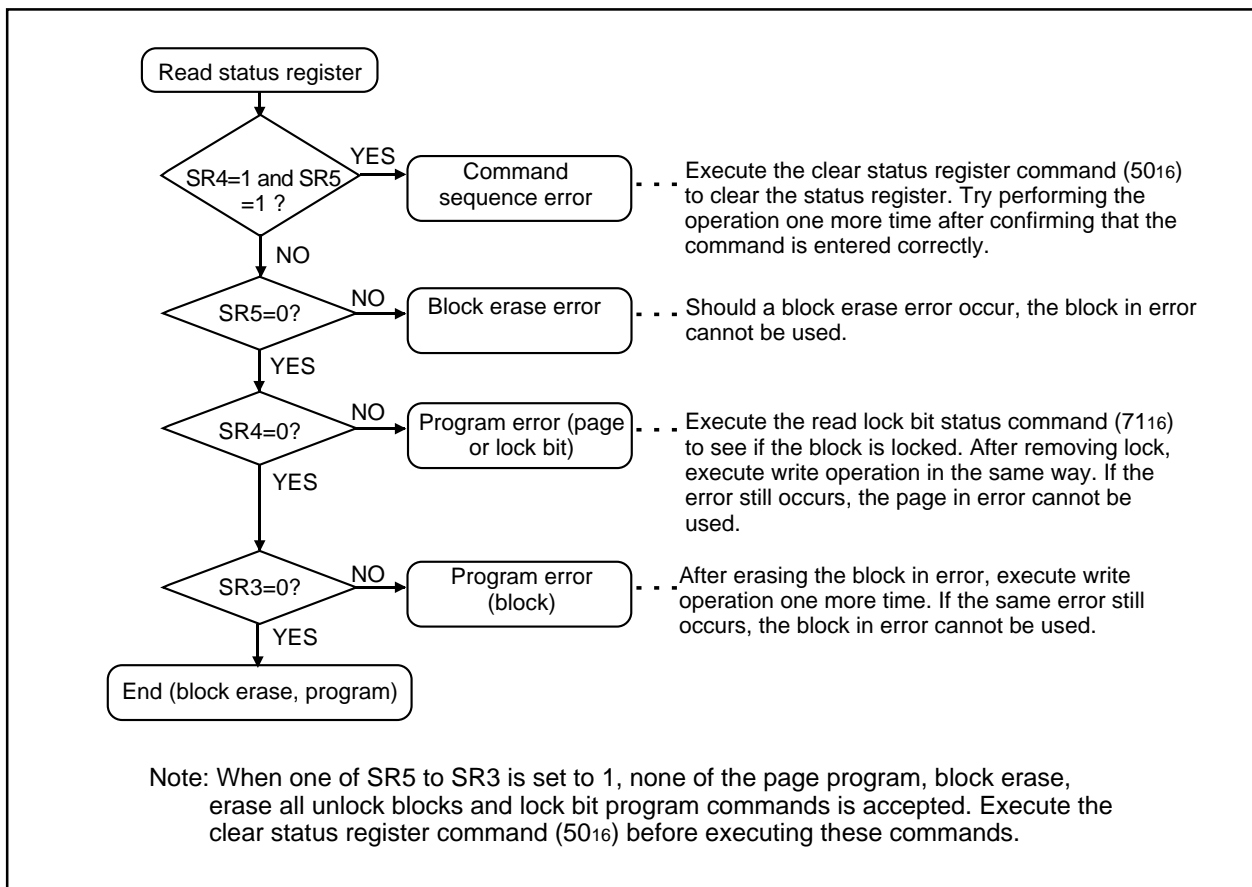 Read status register
SR4=1 and SR5
=1 ?
YES
Command
sequence error
Execute the clear status register command (5016)
to clear the status register. Try performing the
operation one more time after confirming that the
command is entered correctly.
NO
SR5=0?
NO
Block erase error
Should a block erase error occur, the block in error
cannot be used.
YES
SR4=0?
NO
Program error (page
or lock bit)
Execute the read lock bit status command (7116)
to see if the block is locked. After removing lock,
execute write operation in the same way. If the
error still occurs, the page in error cannot be
used.
YES
SR3=0?
NO
Program error
(block)
After erasing the block in error, execute write
operation one more time. If the same error still
occurs, the block in error cannot be used.
YES
End (block erase, program)
Note: When one of SR5 to SR3 is set to 1, none of the page program, block erase,
erase all unlock blocks and lock bit program commands is accepted. Execute the
clear status register command (5016) before executing these commands.